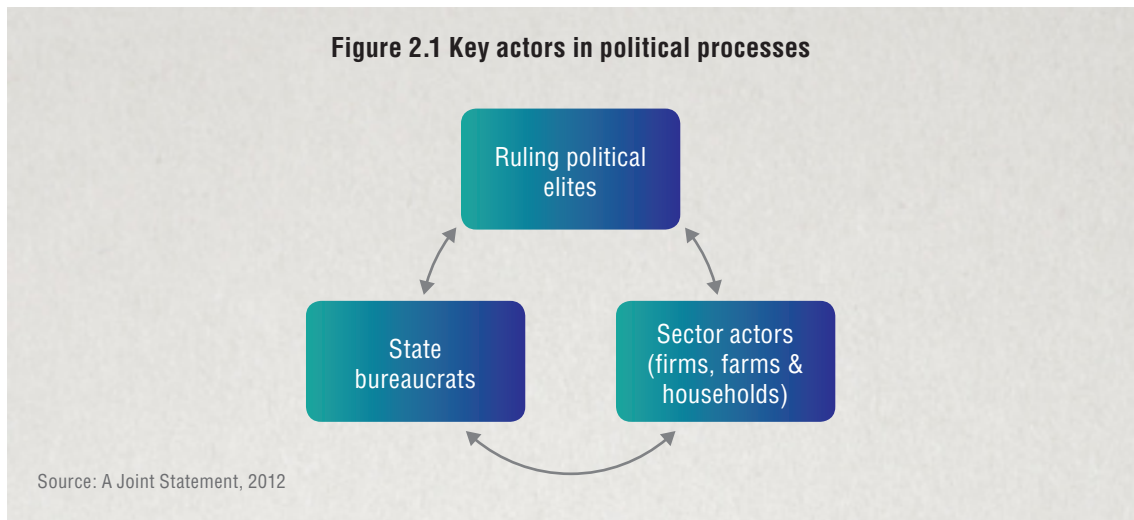 Figure 2.1 Key actors in political processes
Ruling political
elites
State
bureaucrats
Sector actors
(firms, farms &
households)
Source: A Joint Statement, 2012